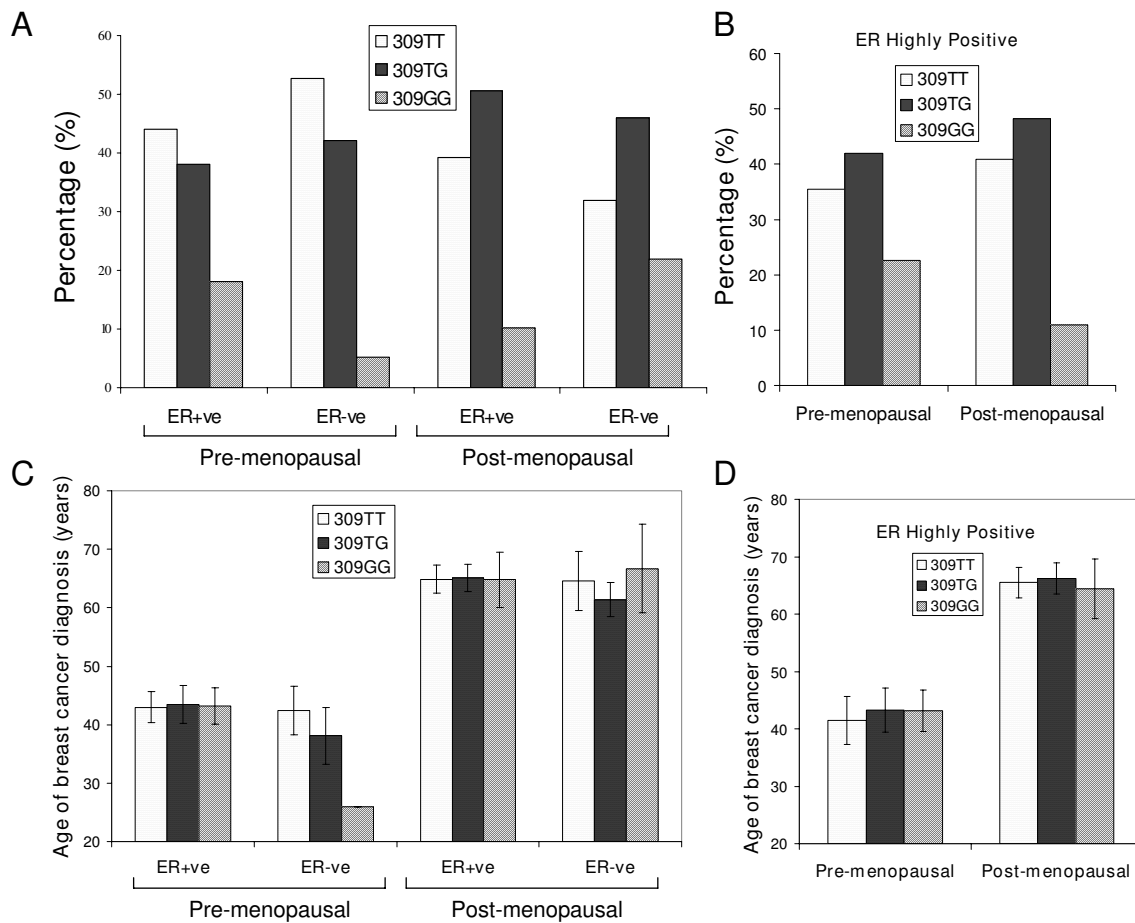 A
Percentage (%)
60
50
40
30
20
10
0
309TT
309TG
309GG
ER+ve ER-ve ER+ve ER-ve
Pre-menopausal Post-menopausal
B
ER Highly Positive
Percentage (%)
60
50
40
30
20
10
0
309TT
309TG
309GG
Pre-menopausal Post-menopausal
C
Age of breast cancer diagnosis (years)
80
70
60
50
40
30
20
309TT
309TG
309GG
ER+ve ER-ve ER+ve ER-ve
Pre-menopausal Post-menopausal
D
Age of breast cancer diagnosis (years)
80
70
60
50
40
30
20
ER Highly Positive
309TT
309TG
309GG
Pre-menopausal Post-menopausal